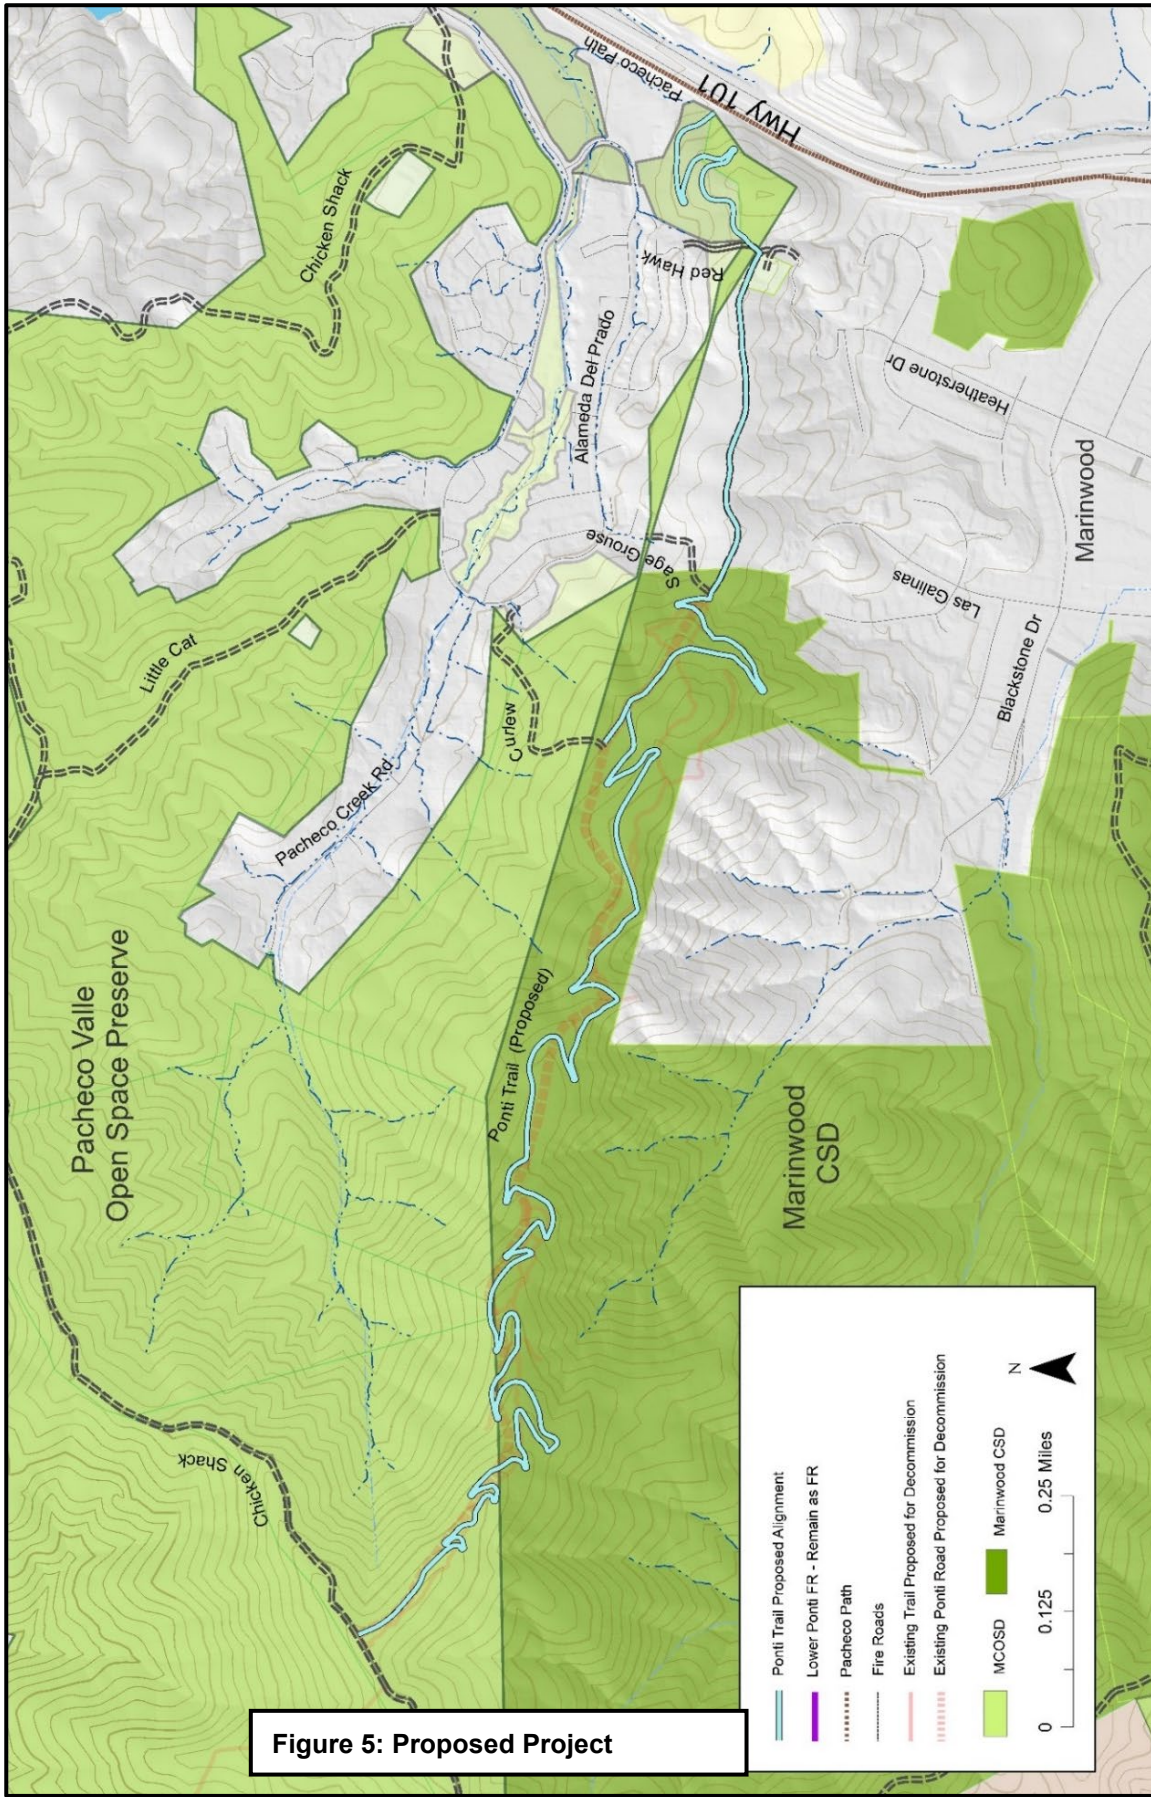 Pacheco Path
Hwy 101
Chicken Shack
Red Hawk
Alameda Del Prado
Heatherstone Dr
Marinwood
Sage Grouse
Las Galinas
Blackstone Dr
Little Cat
Curlew
Pacheco Creek Rd
Pacheco Valle
Open Space Preserve
Ponti Trail (Proposed)
Marinwood
CSD
Chicken Shack
Ponti Trail Proposed Alignment
Lower Ponti FR - Remain as FR
Pacheco Path
Fire Roads
Existing Trail Proposed for Decommission
Existing Ponti Road Proposed for Decommission
MCOSD
Marinwood CSD
N
0 0.125 0.25 Miles
Figure 5: Proposed Project